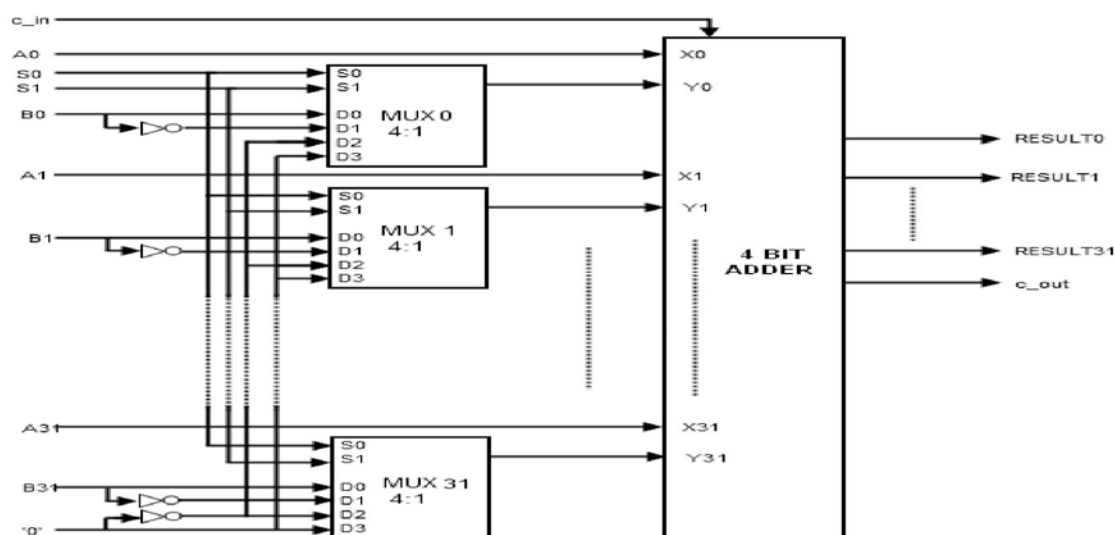 c_in
A0
S0
S1
B0
A1
B1
A31
B31
'0'
S0
S1
D0
D1
D2
D3
MUX 0
4:1
S0
S1
D0
D1
D2
D3
MUX 1
4:1
S0
S1
D0
D1
D2
D3
MUX 31
4:1
X0
Y0
X1
Y1
X31
Y31
4 BIT
ADDER
RESULT0
RESULT1
RESULT31
c_out